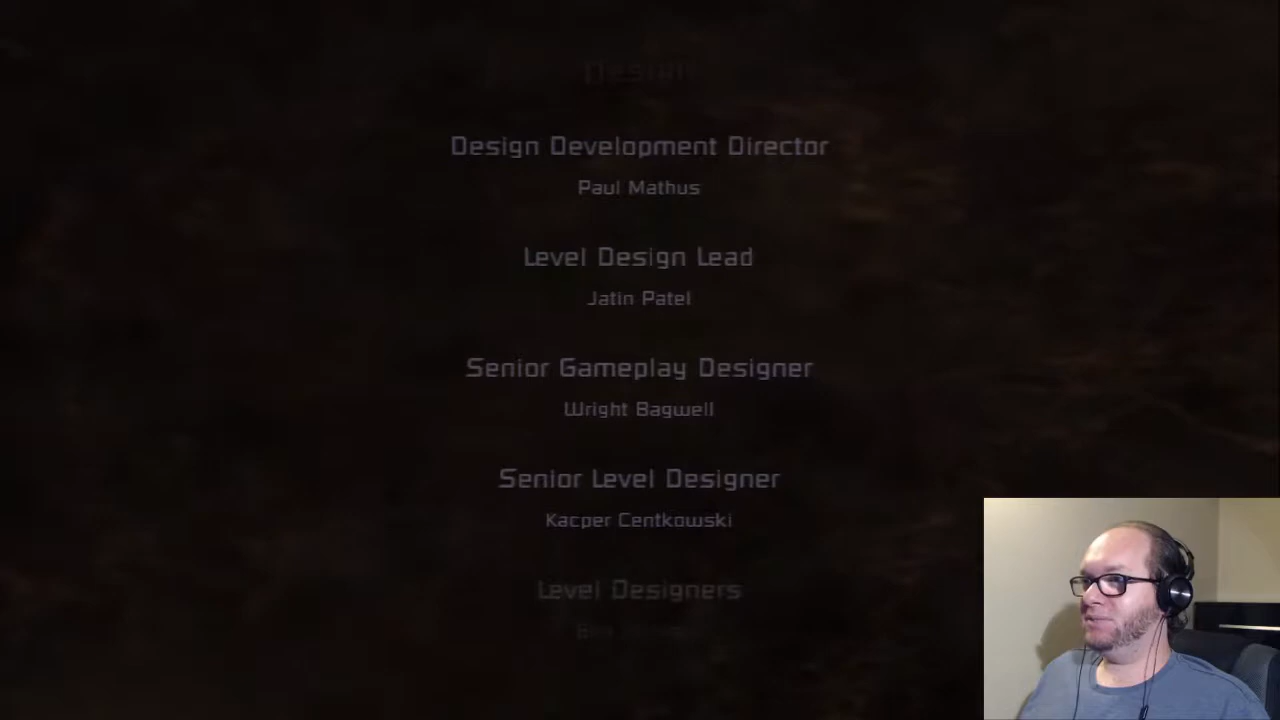 Design
Design Development Director
Paul Mathus
Level Design Lead
Jatin Patel
Senior Gameplay Designer
Wright Bagwell
Senior Level Designer
Kacper Centkowski
Level Designers